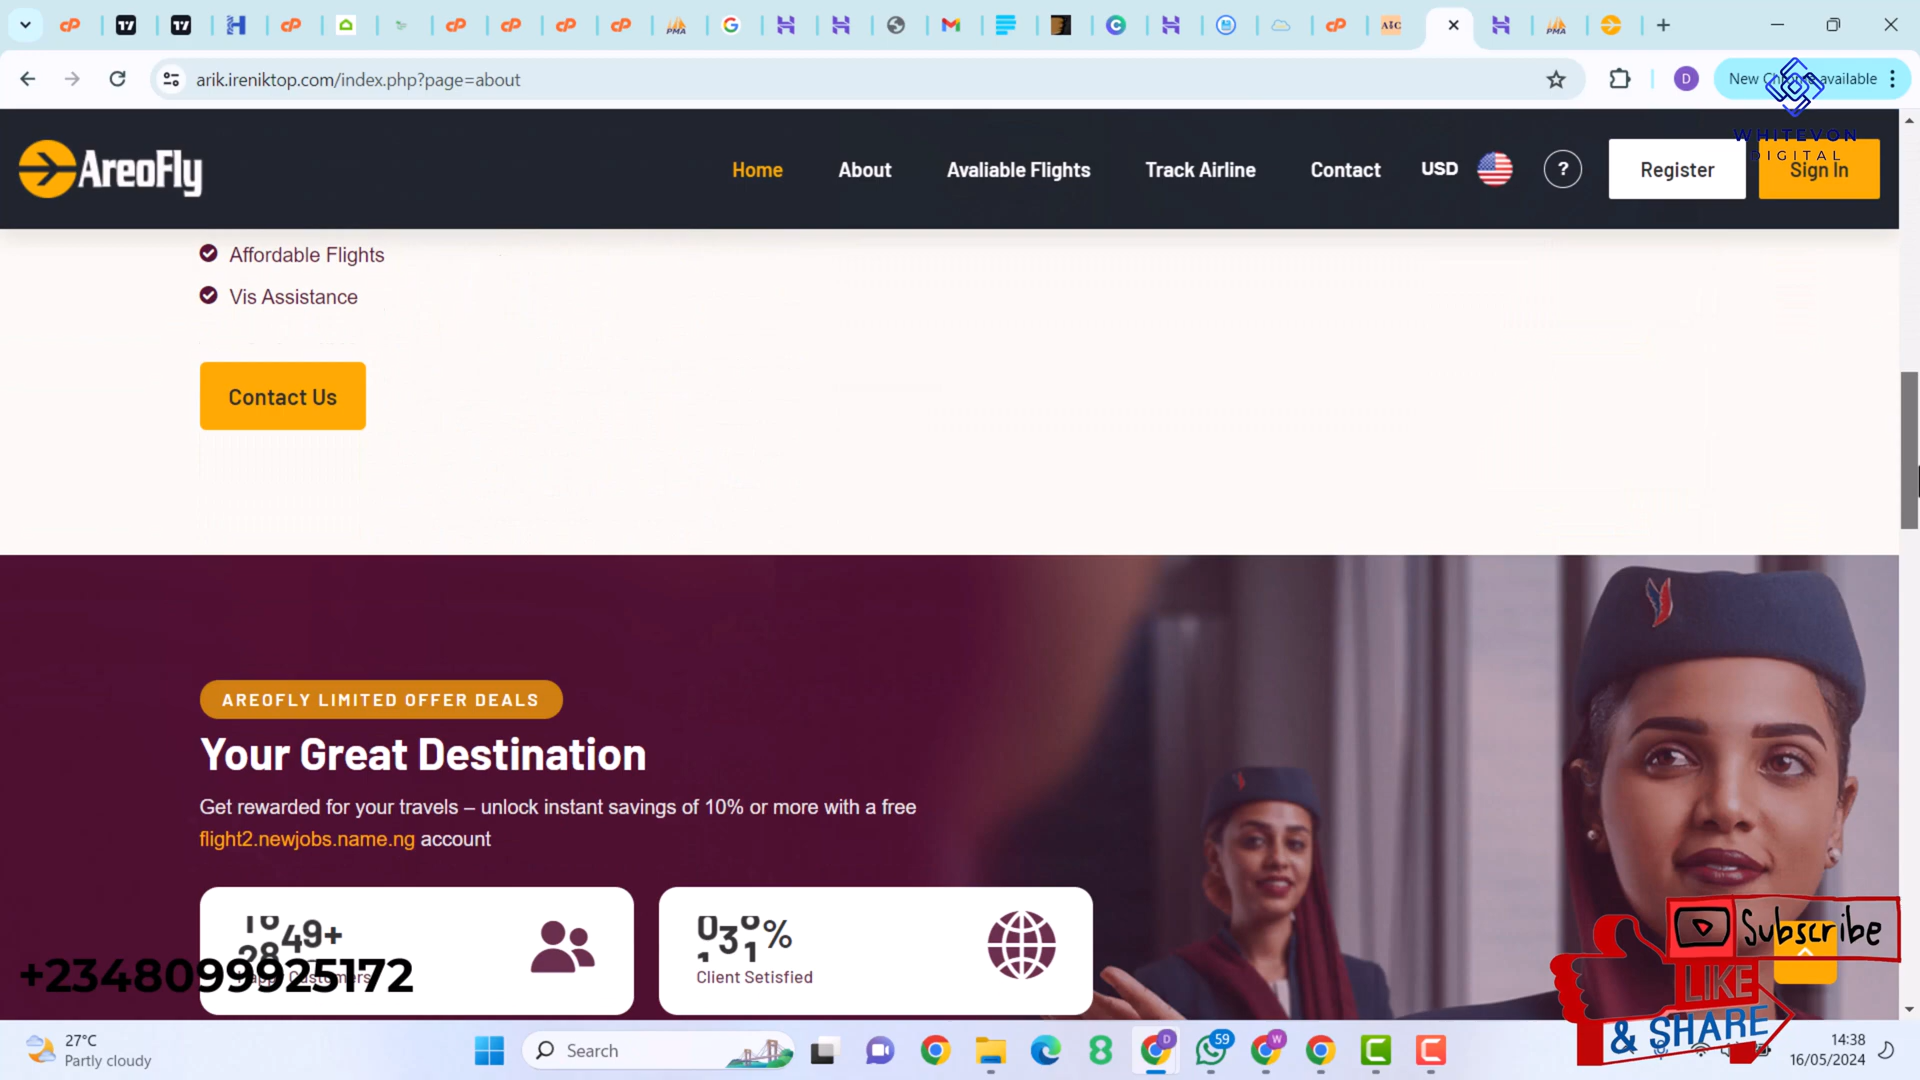 arik.ireniktop.com/index.php?page=about
New Chrome available
WHITEVON
DIGITAL
AreoFly
Home
About
Avaliable Flights
Track Airline
Contact
USD
?
Register
Sign In
Affordable Flights
Vis Assistance
Contact Us
AREOFLY LIMITED OFFER DEALS
Your Great Destination
Get rewarded for your travels – unlock instant savings of 10% or more with a free
flight2.newjobs.name.ng account
Client Setisfied
+2348099925172
Subscribe
LIKE
& SHARE
27°C
Partly cloudy
Search
59
14:38
16/05/2024